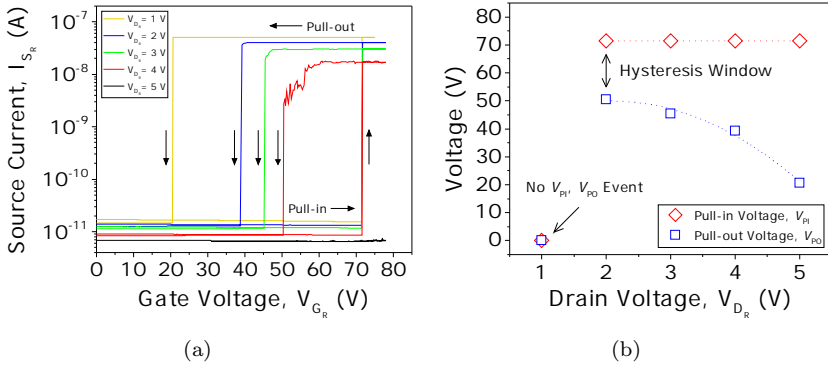 V_{D_R} = 1 V
V_{D_R} = 2 V
V_{D_R} = 3 V
V_{D_R} = 4 V
V_{D_R} = 5 V
Pull-out
Pull-in
Source Current, I_{S_R} (A)
10^{-7}
10^{-8}
10^{-9}
10^{-10}
10^{-11}
0 10 20 30 40 50 60 70 80
Gate Voltage, V_{G_R} (V)
(a)
Voltage (V)
80
70
60
50
40
30
20
10
0
Hysteresis Window
No V_{PI}, V_{PO} Event
Pull-in Voltage, V_{PI}
Pull-out Voltage, V_{PO}
1 2 3 4 5
Drain Voltage, V_{D_R} (V)
(b)